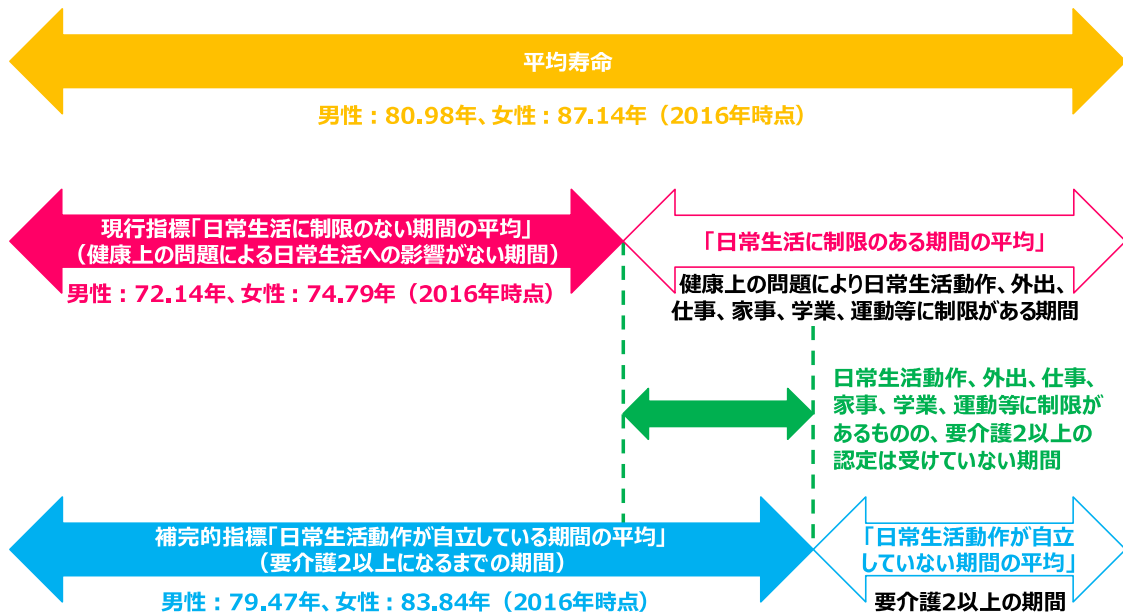 平均寿命
男性：80.98年、女性：87.14年（2016年時点）
現行指標「日常生活に制限のない期間の平均」
（健康上の問題による日常生活への影響がない期間）
男性：72.14年、女性：74.79年（2016年時点）
「日常生活に制限のある期間の平均」
健康上の問題により日常生活動作、外出、
仕事、家事、学業、運動等に制限がある期間
日常生活動作、外出、仕事、
家事、学業、運動等に制限が
あるものの、要介護2以上の
認定は受けていない期間
補完的指標「日常生活動作が自立している期間の平均」
（要介護2以上になるまでの期間）
男性：79.47年、女性：83.84年（2016年時点）
「日常生活動作が自立
していない期間の平均」
要介護2以上の期間